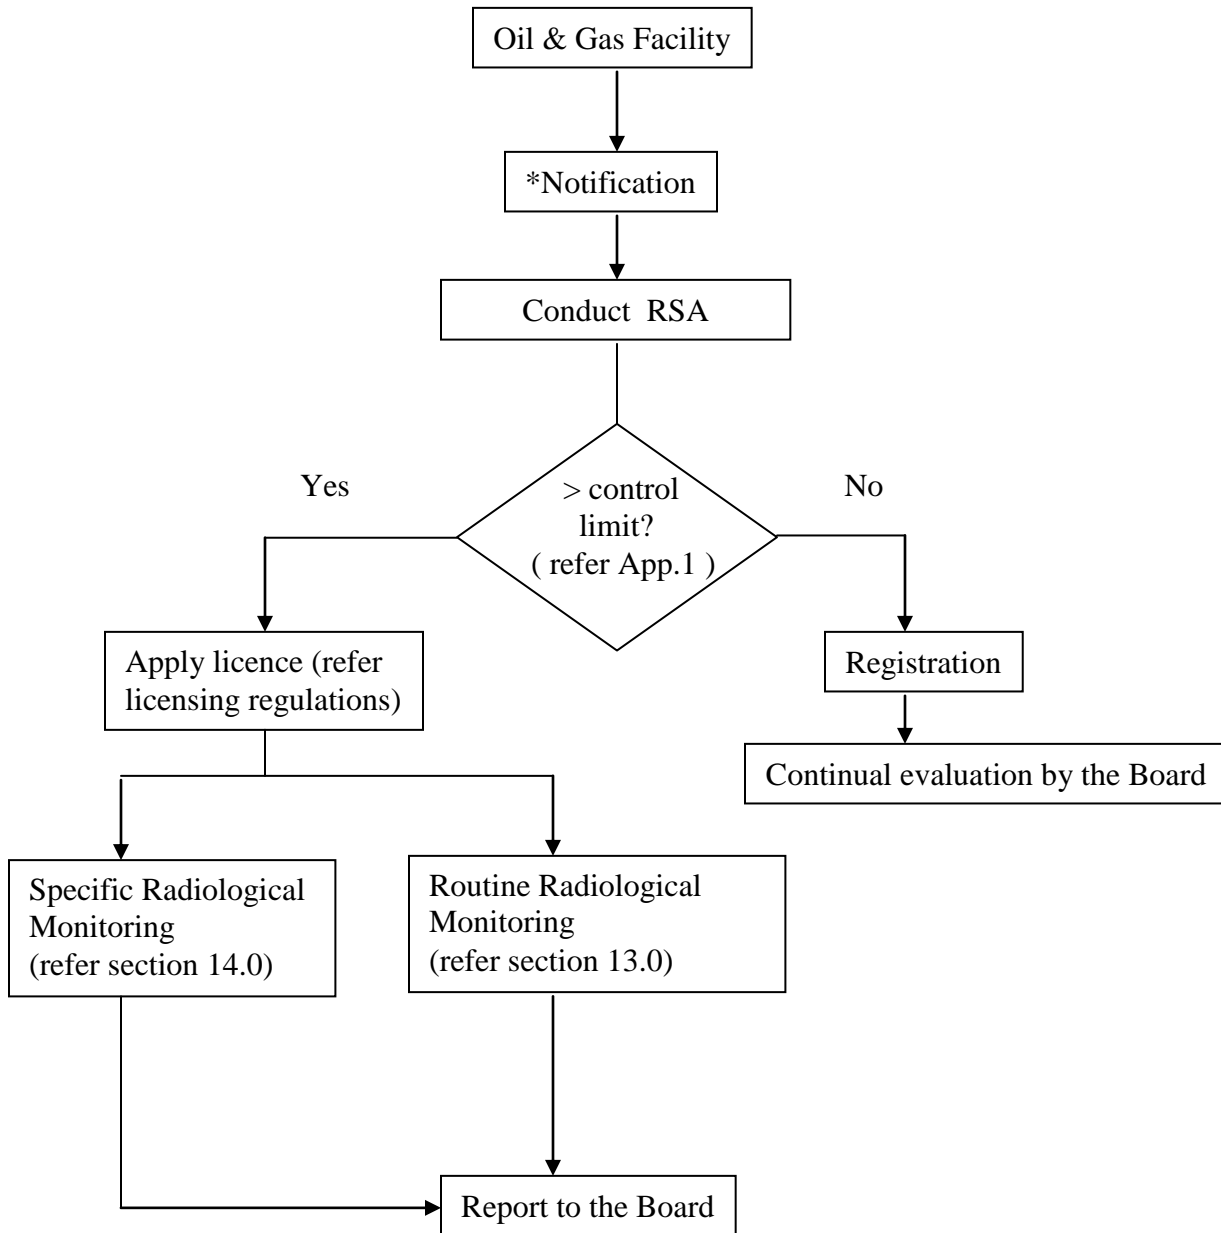 Oil & Gas Facility
*Notification
Conduct RSA
Yes
> control
limit?
( refer App.1 )
No
Apply licence (refer
licensing regulations)
Registration
Continual evaluation by the Board
Specific Radiological
Monitoring
(refer section 14.0)
Routine Radiological
Monitoring
(refer section 13.0)
Report to the Board